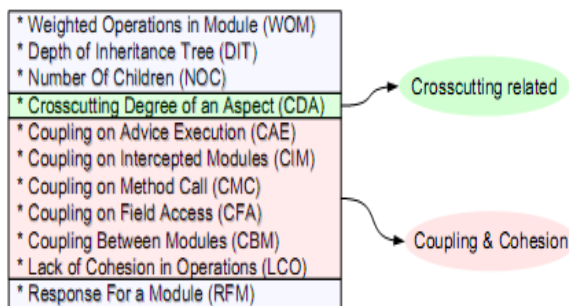 * Weighted Operations in Module (WOM)
* Depth of Inheritance Tree (DIT)
* Number Of Children (NOC)
* Crosscutting Degree of an Aspect (CDA)
* Coupling on Advice Execution (CAE)
* Coupling on Intercepted Modules (CIM)
* Coupling on Method Call (CMC)
* Coupling on Field Access (CFA)
* Coupling Between Modules (CBM)
* Lack of Cohesion in Operations (LCO)
* Response For a Module (RFM)
Crosscutting related
Coupling & Cohesion